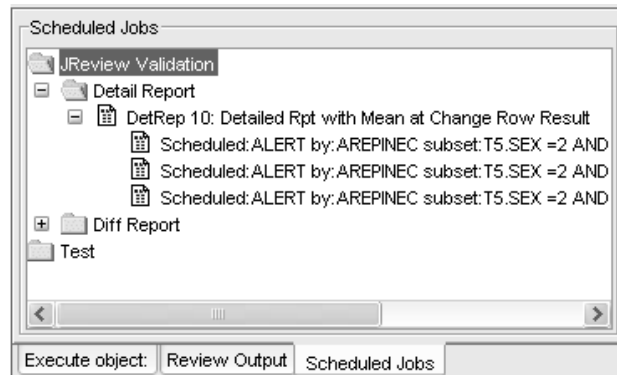 Scheduled Jobs
JReview Validation
Detail Report
DetRep 10: Detailed Rpt with Mean at Change Row Result
Scheduled:ALERT by:AREPINEC subset:T5.SEX =2 AND
Scheduled:ALERT by:AREPINEC subset:T5.SEX =2 AND
Scheduled:ALERT by:AREPINEC subset:T5.SEX =2 AND
Diff Report
Test
Execute object: Review Output Scheduled Jobs